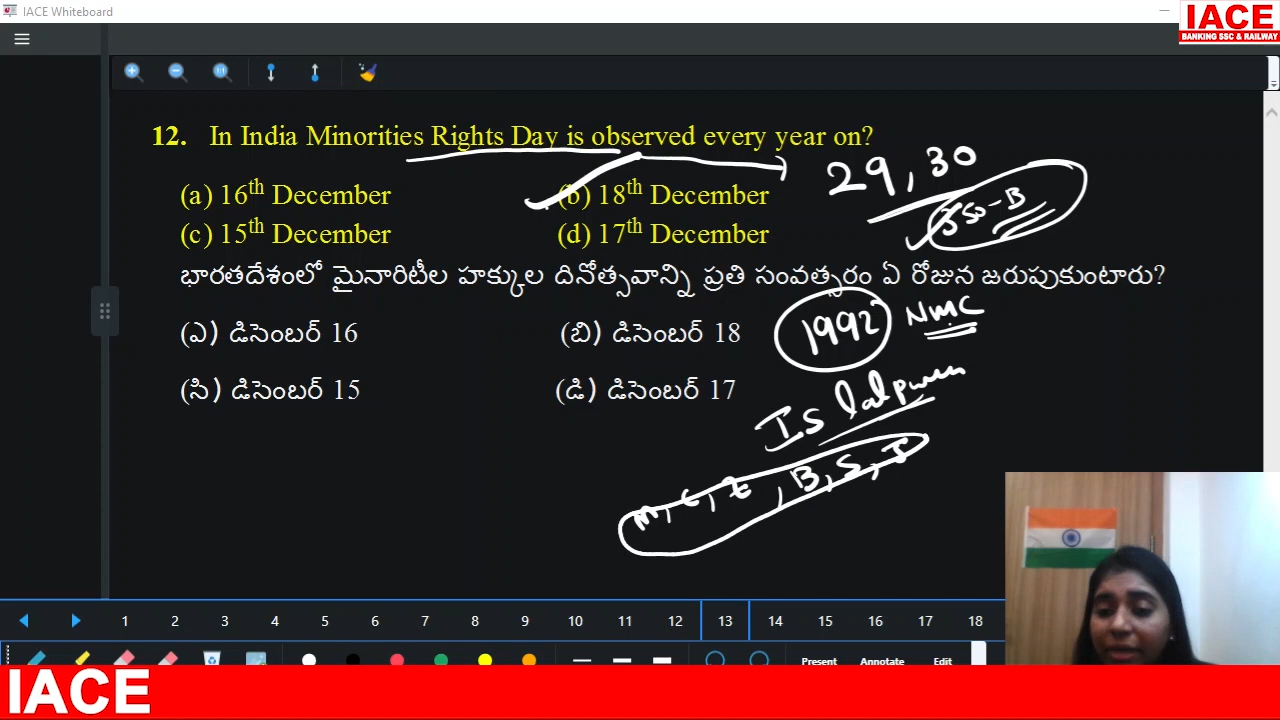 IACE Whiteboard
IACE
BANKING SSC & RAILWAY
12. In India Minorities Rights Day is observed every year on?
29, 30
(a) 16th December (b) 18th December
350-B
(c) 15th December (d) 17th December
భారతదేశంలో మైనారిటీల హక్కుల దినోత్సవాన్ని ప్రతి సంవత్సరం ఏ రోజున జరుపుకుంటారు?
1992 NMC
(ఎ) డిసెంబర్ 16 (బి) డిసెంబర్ 18
(సి) డిసెంబర్ 15 (డి) డిసెంబర్ 17
Is lalpura
B, S, J
1 2 3 4 5 6 7 8 9 10 11 12 13 14 15 16 17 18
Present Annotate Edit
IACE